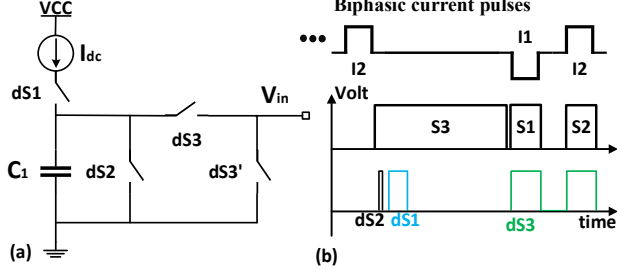 VCC
Idc
dS1
Vin
dS3
C1
dS2
dS3'
(a)
Biphasic current pulses
I2
I1
I2
Volt
S3
S1
S2
dS2
dS1
dS3
time
(b)